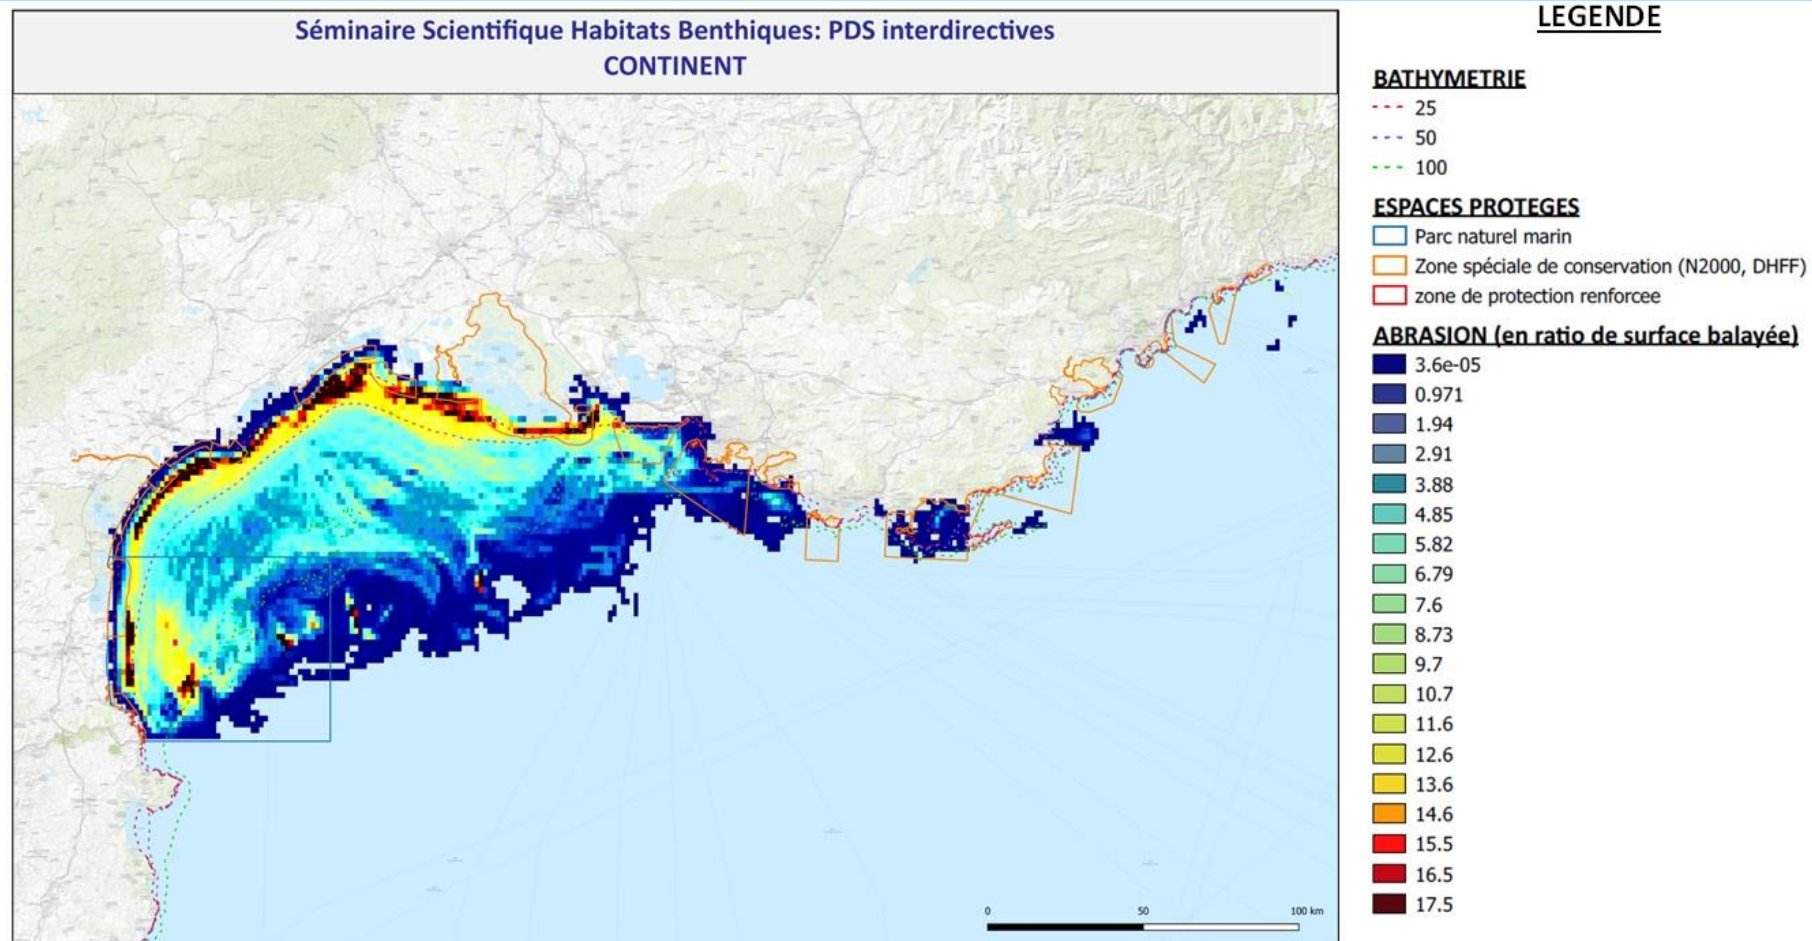 Séminaire Scientifique Habitats Benthiques: PDS interdirectives
CONTINENT
LEGENDE
BATHYMETRIE
25
50
100
ESPACES PROTEGES
Parc naturel marin
Zone spéciale de conservation (N2000, DHFF)
zone de protection renforcee
ABRASION (en ratio de surface balayée)
3.6e-05
0.971
1.94
2.91
3.88
4.85
5.82
6.79
7.6
8.73
9.7
10.7
11.6
12.6
13.6
14.6
15.5
16.5
17.5
0 50 100 km